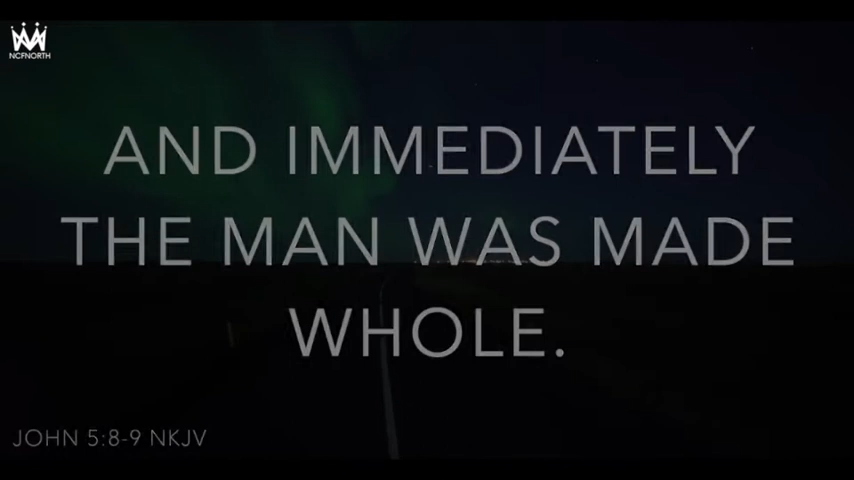 NCFNORTH
AND IMMEDIATELY
THE MAN WAS MADE
WHOLE.
JOHN 5:8-9 NKJV